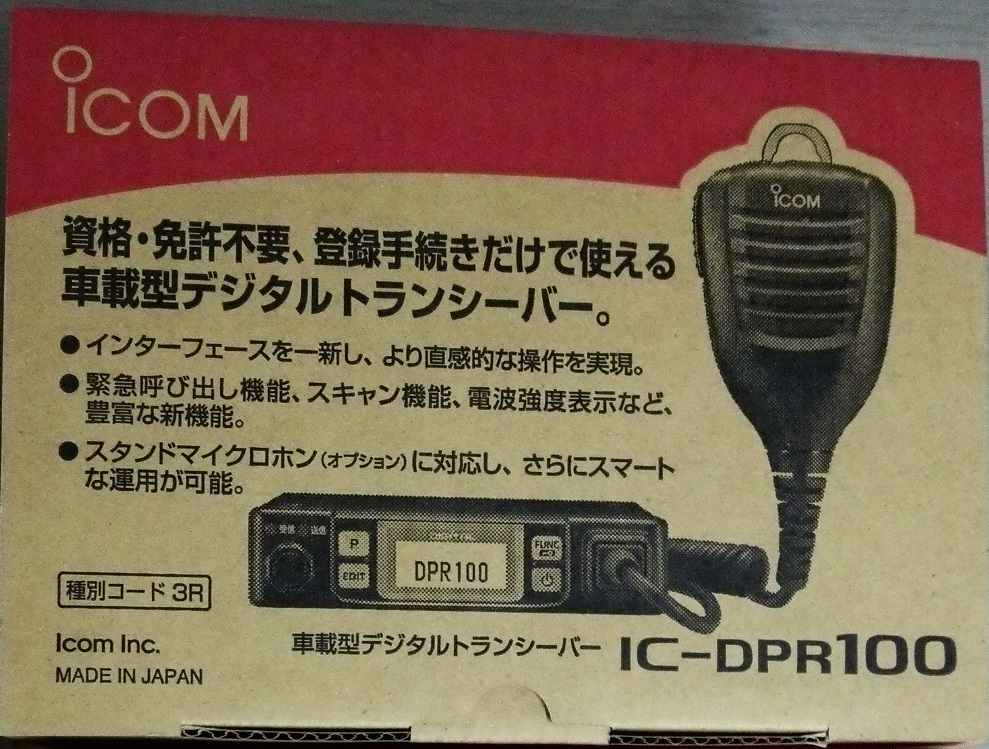 iCOM
iCOM
資格・免許不要、登録手続きだけで使える
車載型デジタルトランシーバー。
●インターフェースを一新し、より直感的な操作を実現。
●緊急呼び出し機能、スキャン機能、電波強度表示など、
豊富な新機能。
●スタンドマイクロホン(オプション)に対応し、さらにスマート
な運用が可能。
受信 送信
P
EDIT
DPR100
FUNC
種別コード 3R
Icom Inc.
MADE IN JAPAN
車載型デジタルトランシーバー IC-DPR100